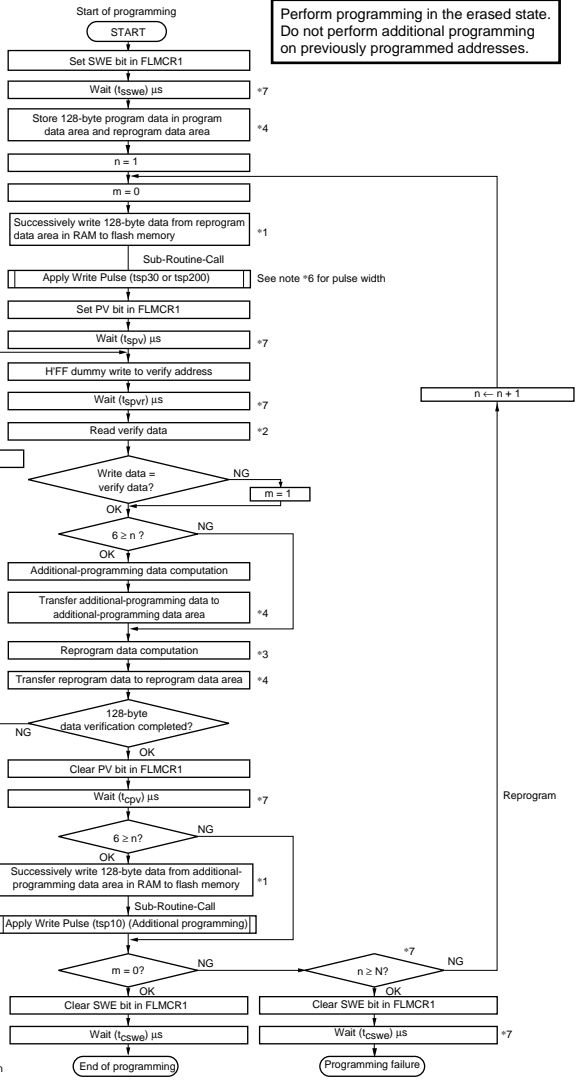 Start of programming
START
Perform programming in the erased state.
Do not perform additional programming
on previously programmed addresses.
Set SWE bit in FLMCR1
Wait (tsswe) µs
*7
Store 128-byte program data in program
data area and reprogram data area
*4
n = 1
m = 0
Successively write 128-byte data from reprogram
data area in RAM to flash memory
*1
Sub-Routine-Call
Apply Write Pulse (tsp30 or tsp200)
See note *6 for pulse width
Set PV bit in FLMCR1
Wait (tspv) µs
*7
H'FF dummy write to verify address
n ← n + 1
Wait (tspvr) µs
*7
Read verify data
*2
Write data =
verify data?
NG
m = 1
OK
6 ≥ n ?
NG
OK
Additional-programming data computation
Transfer additional-programming data to
additional-programming data area
*4
Reprogram data computation
*3
Transfer reprogram data to reprogram data area
*4
128-byte
data verification completed?
NG
OK
Clear PV bit in FLMCR1
Wait (tcpv) µs
*7
Reprogram
6 ≥ n?
NG
OK
Successively write 128-byte data from additional-
programming data area in RAM to flash memory
*1
Sub-Routine-Call
Apply Write Pulse (tsp10) (Additional programming)
m = 0?
NG
*7
n ≥ N?
NG
OK
OK
Clear SWE bit in FLMCR1
Clear SWE bit in FLMCR1
Wait (tcswe) µs
Wait (tcswe) µs
*7
End of programming
Programming failure